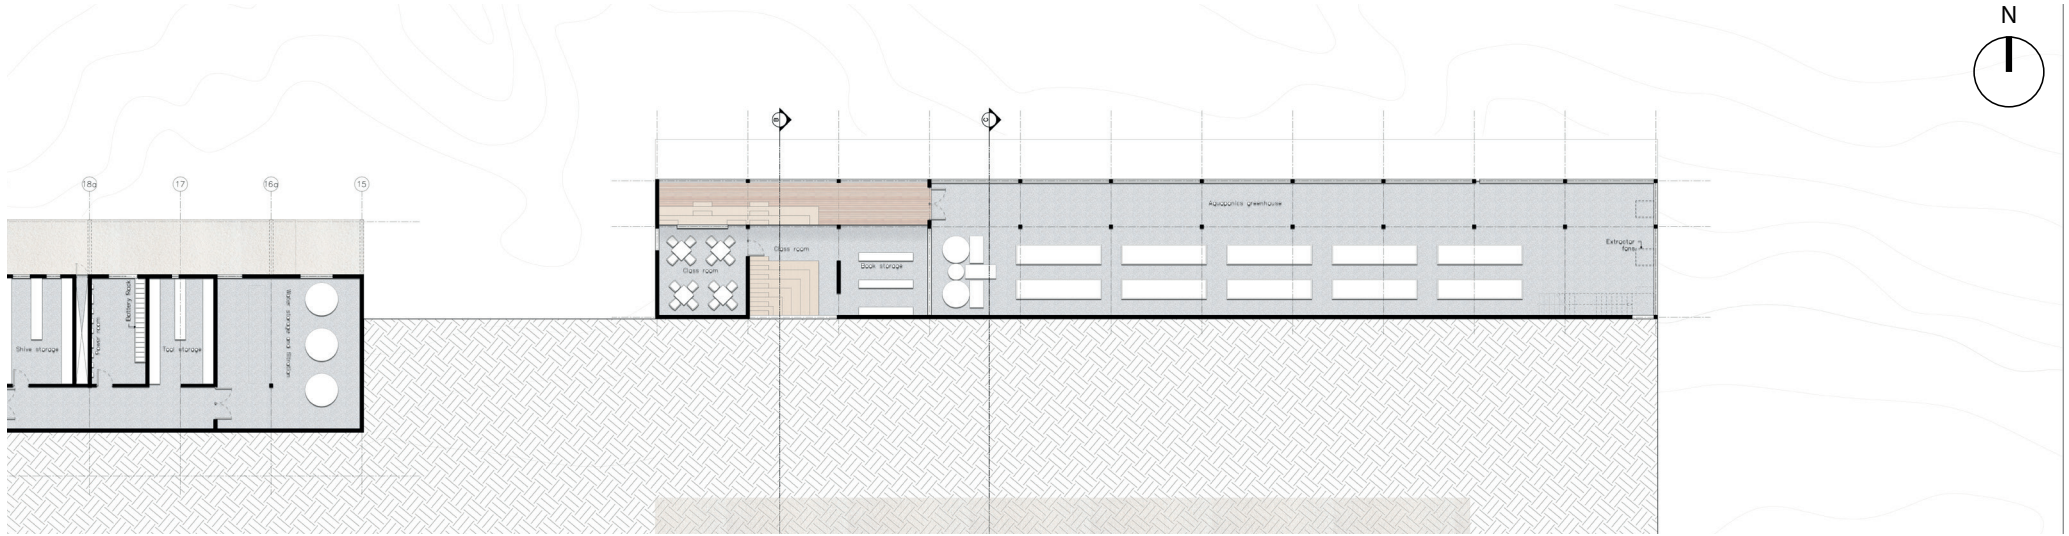 N
B
C
18a
17
16a
15
Aquaponics greenhouse
Extractor
fans
Class room
Class room
Book storage
Shive storage
Power room
Battery Rack
Tool storage
Water storage and filtration